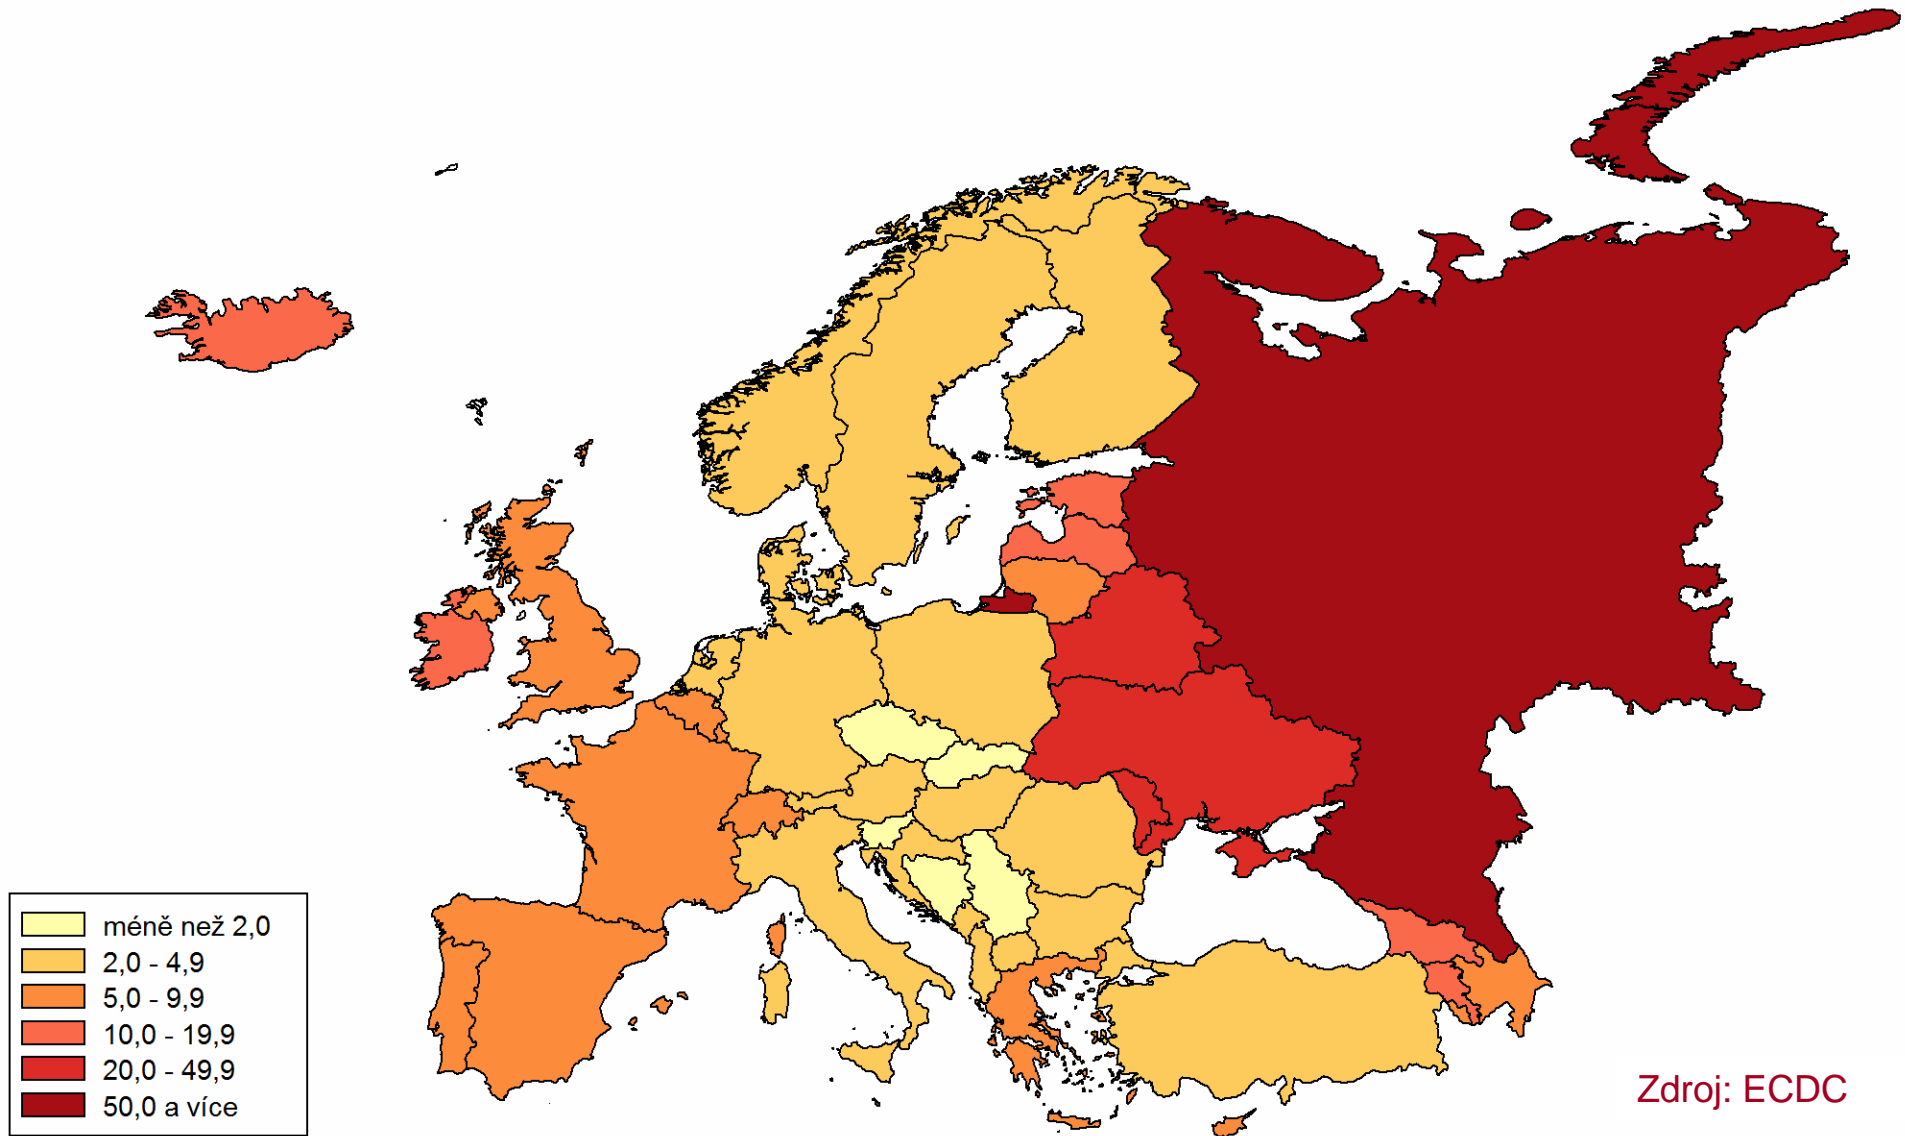 méně než 2,0
2,0 - 4,9
5,0 - 9,9
10,0 - 19,9
20,0 - 49,9
50,0 a více
Zdroj: ECDC